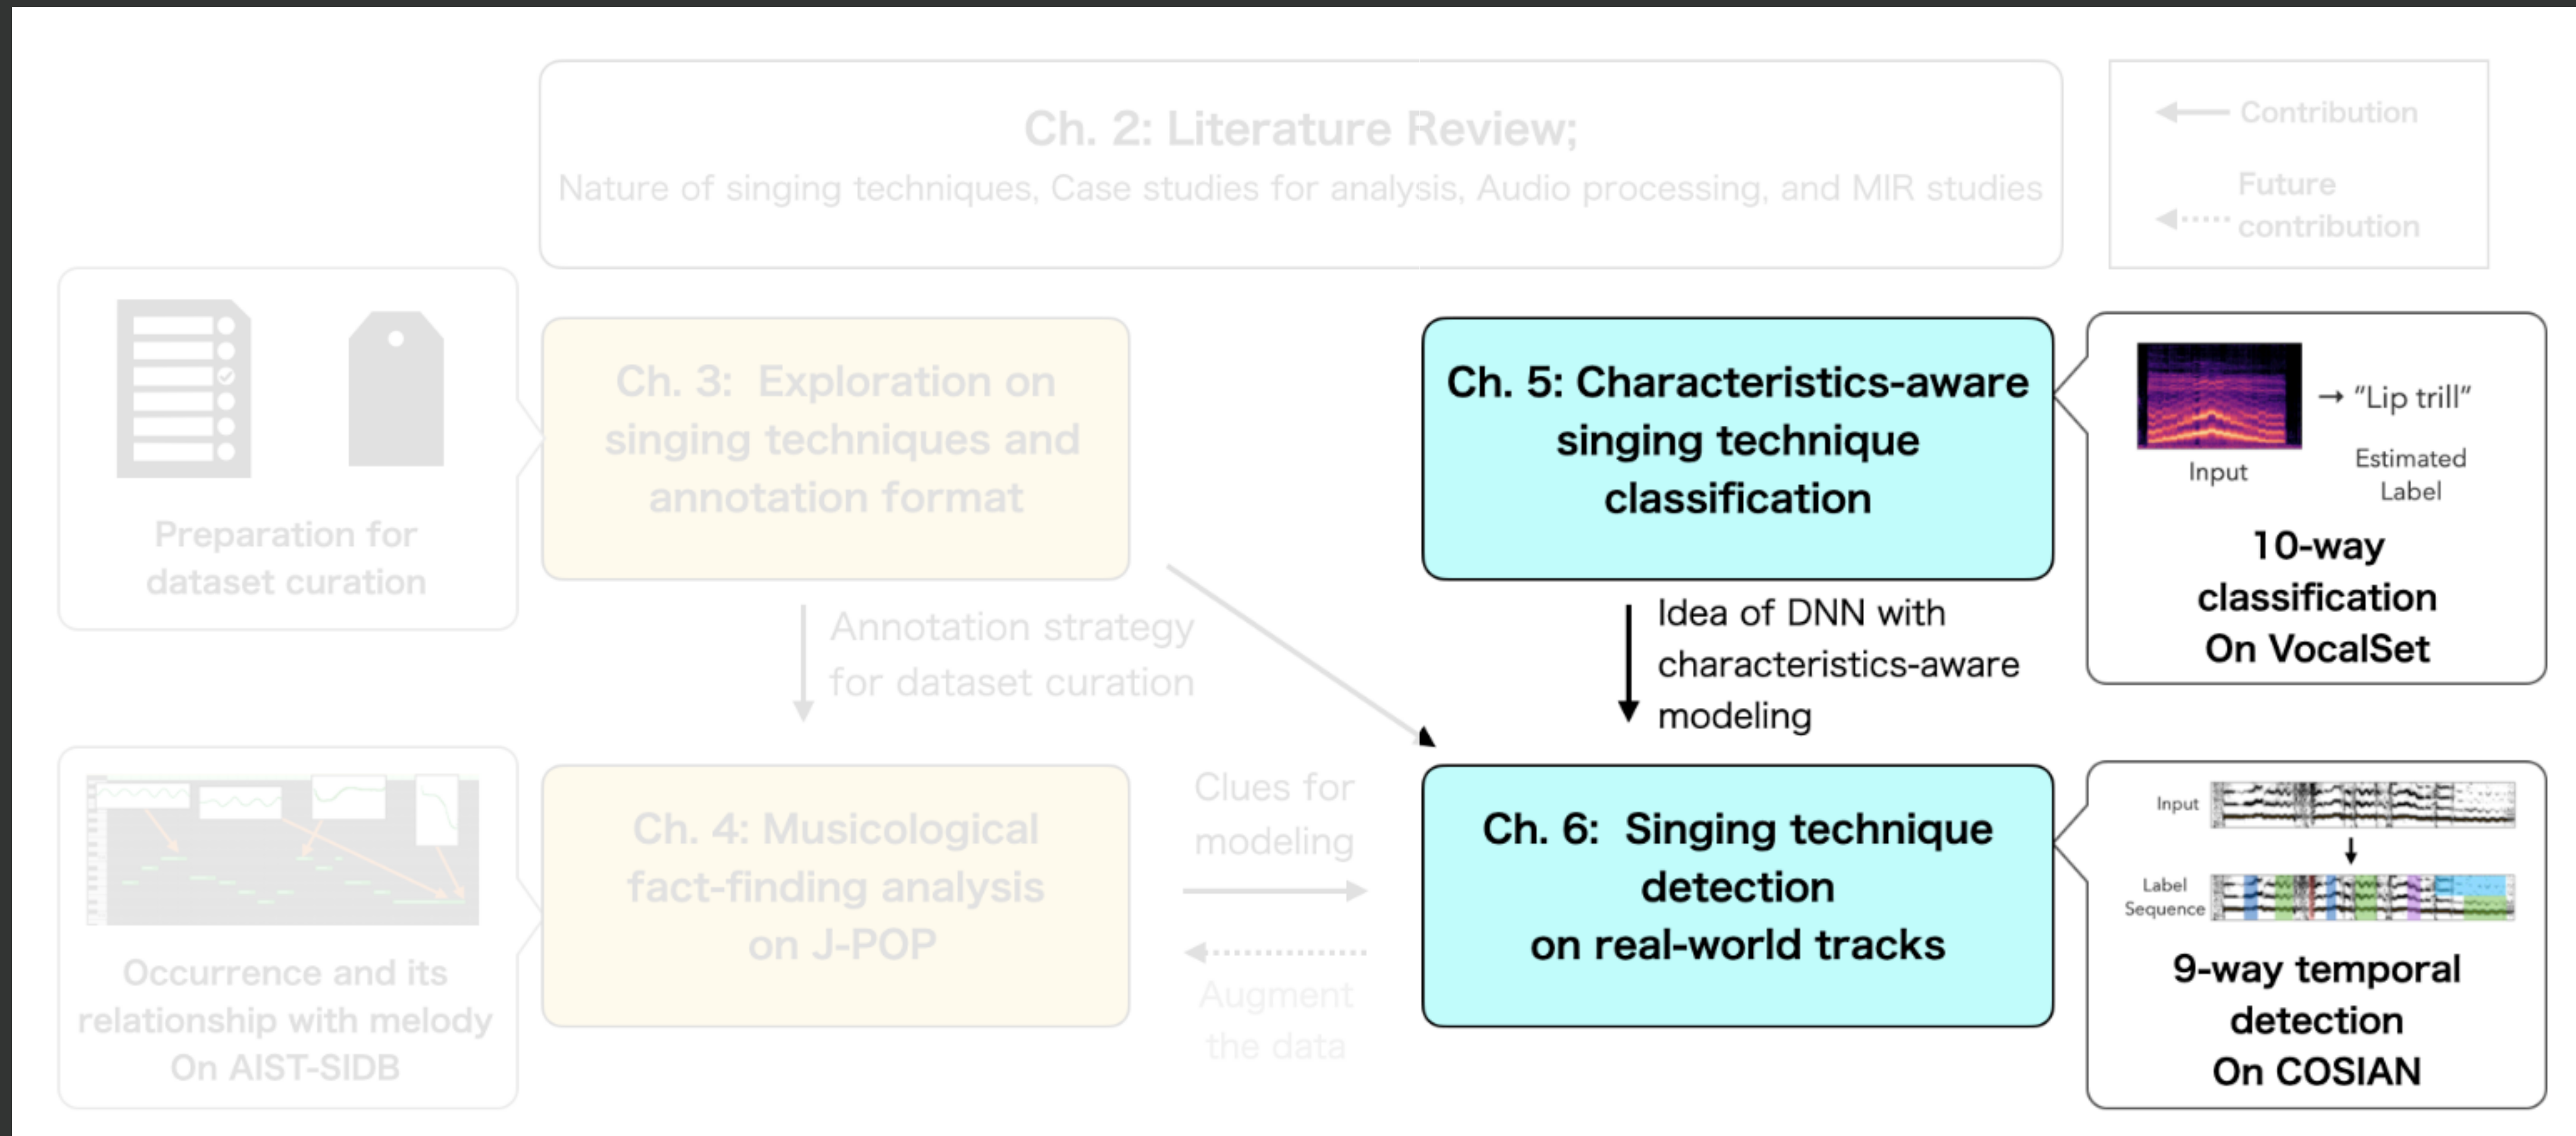 Ch. 2: Literature Review;
Nature of singing techniques, Case studies for analysis, Audio processing, and MIR studies
Contribution
Future
contribution
Preparation for
dataset curation
Ch. 3: Exploration on
singing techniques and
annotation format
Ch. 5: Characteristics-aware
singing technique
classification
→ "Lip trill"
Input
Estimated
Label
10-way
classification
On VocalSet
Annotation strategy
for dataset curation
Idea of DNN with
characteristics-aware
modeling
Occurrence and its
relationship with melody
On AIST-SIDB
Ch. 4: Musicological
fact-finding analysis
on J-POP
Clues for
modeling
Augment
the data
Ch. 6: Singing technique
detection
on real-world tracks
Input
Label
Sequence
9-way temporal
detection
On COSIAN